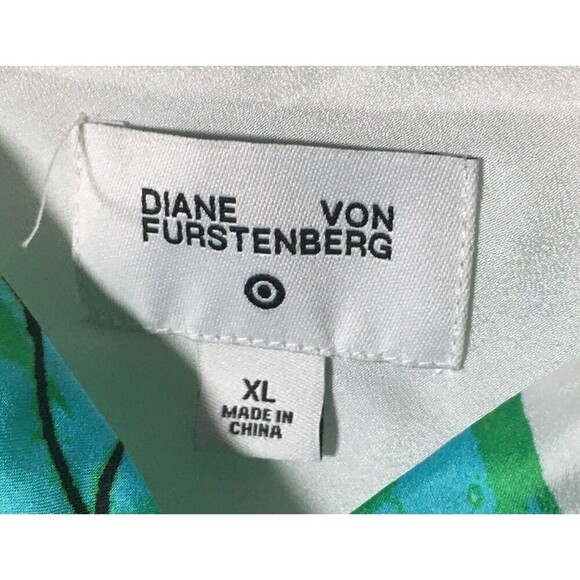 DIANE VON
FURSTENBERG
XL
MADE IN
CHINA